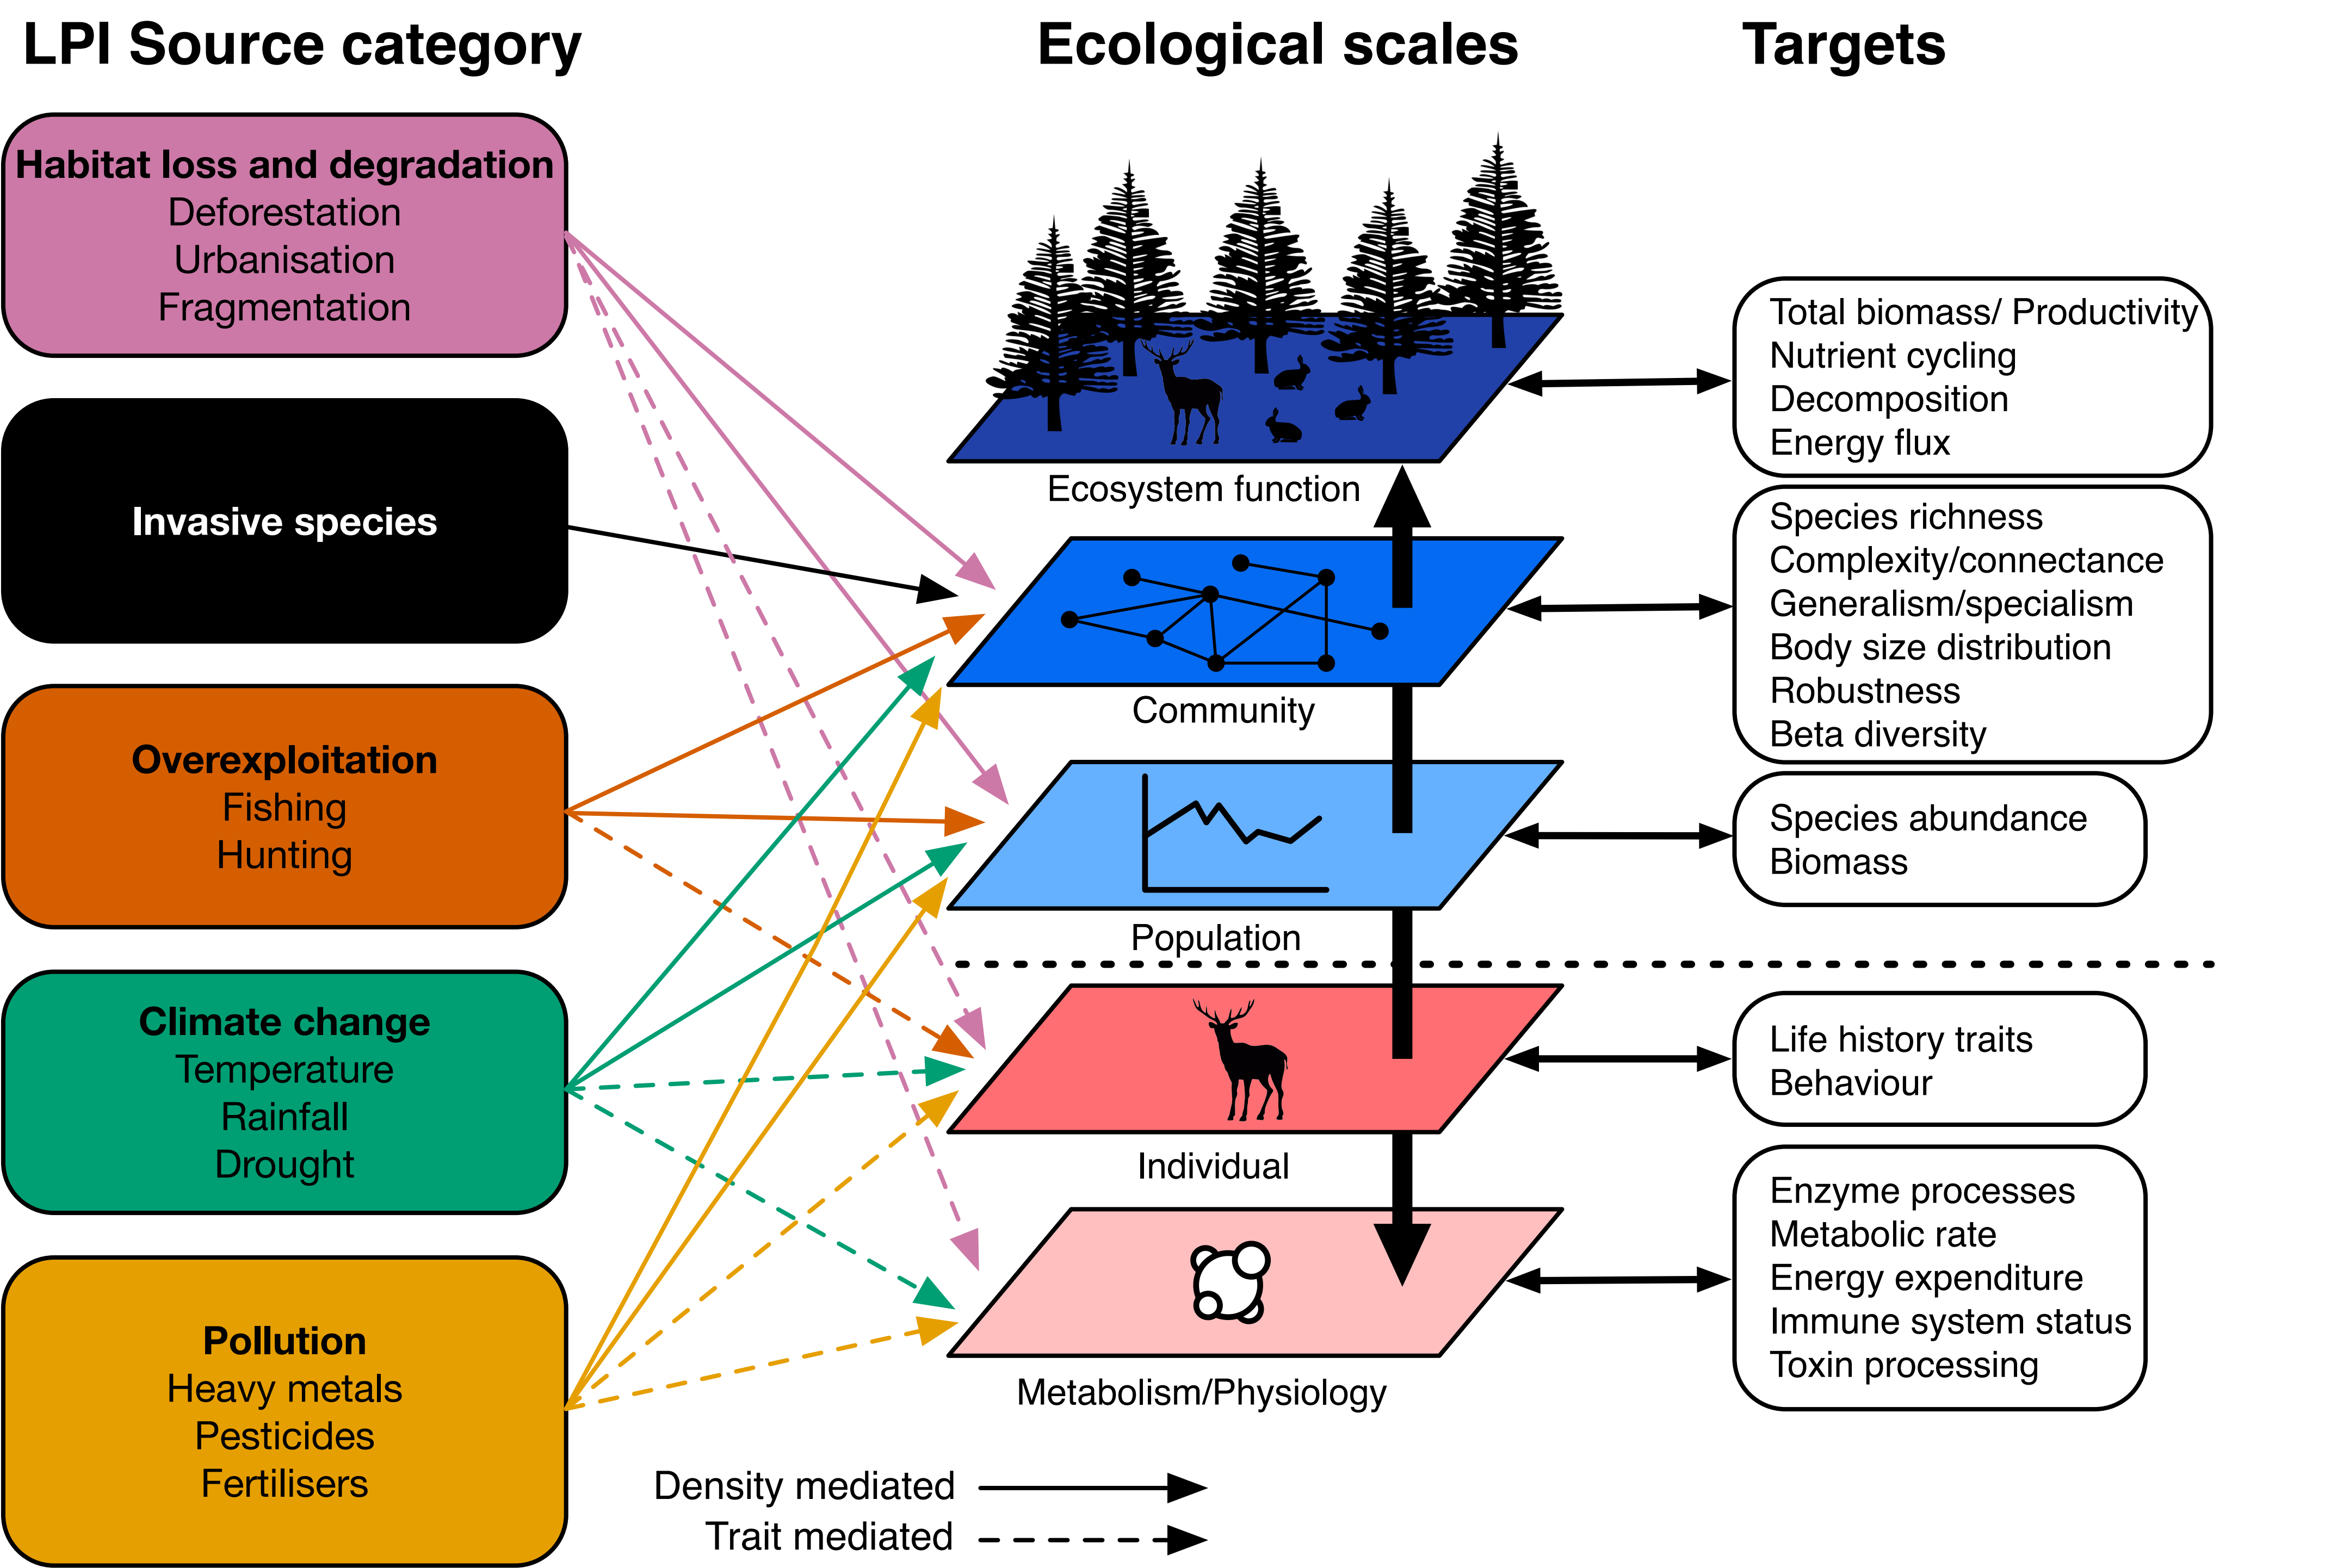 LPI Source category
Ecological scales
Targets
Habitat loss and degradation
Deforestation
Urbanisation
Fragmentation
Invasive species
Overexploitation
Fishing
Hunting
Climate change
Temperature
Rainfall
Drought
Pollution
Heavy metals
Pesticides
Fertilisers
Ecosystem function
Community
Population
Individual
Metabolism/Physiology
Total biomass/ Productivity
Nutrient cycling
Decomposition
Energy flux
Species richness
Complexity/connectance
Generalism/specialism
Body size distribution
Robustness
Beta diversity
Species abundance
Biomass
Life history traits
Behaviour
Enzyme processes
Metabolic rate
Energy expenditure
Immune system status
Toxin processing
Density mediated
Trait mediated